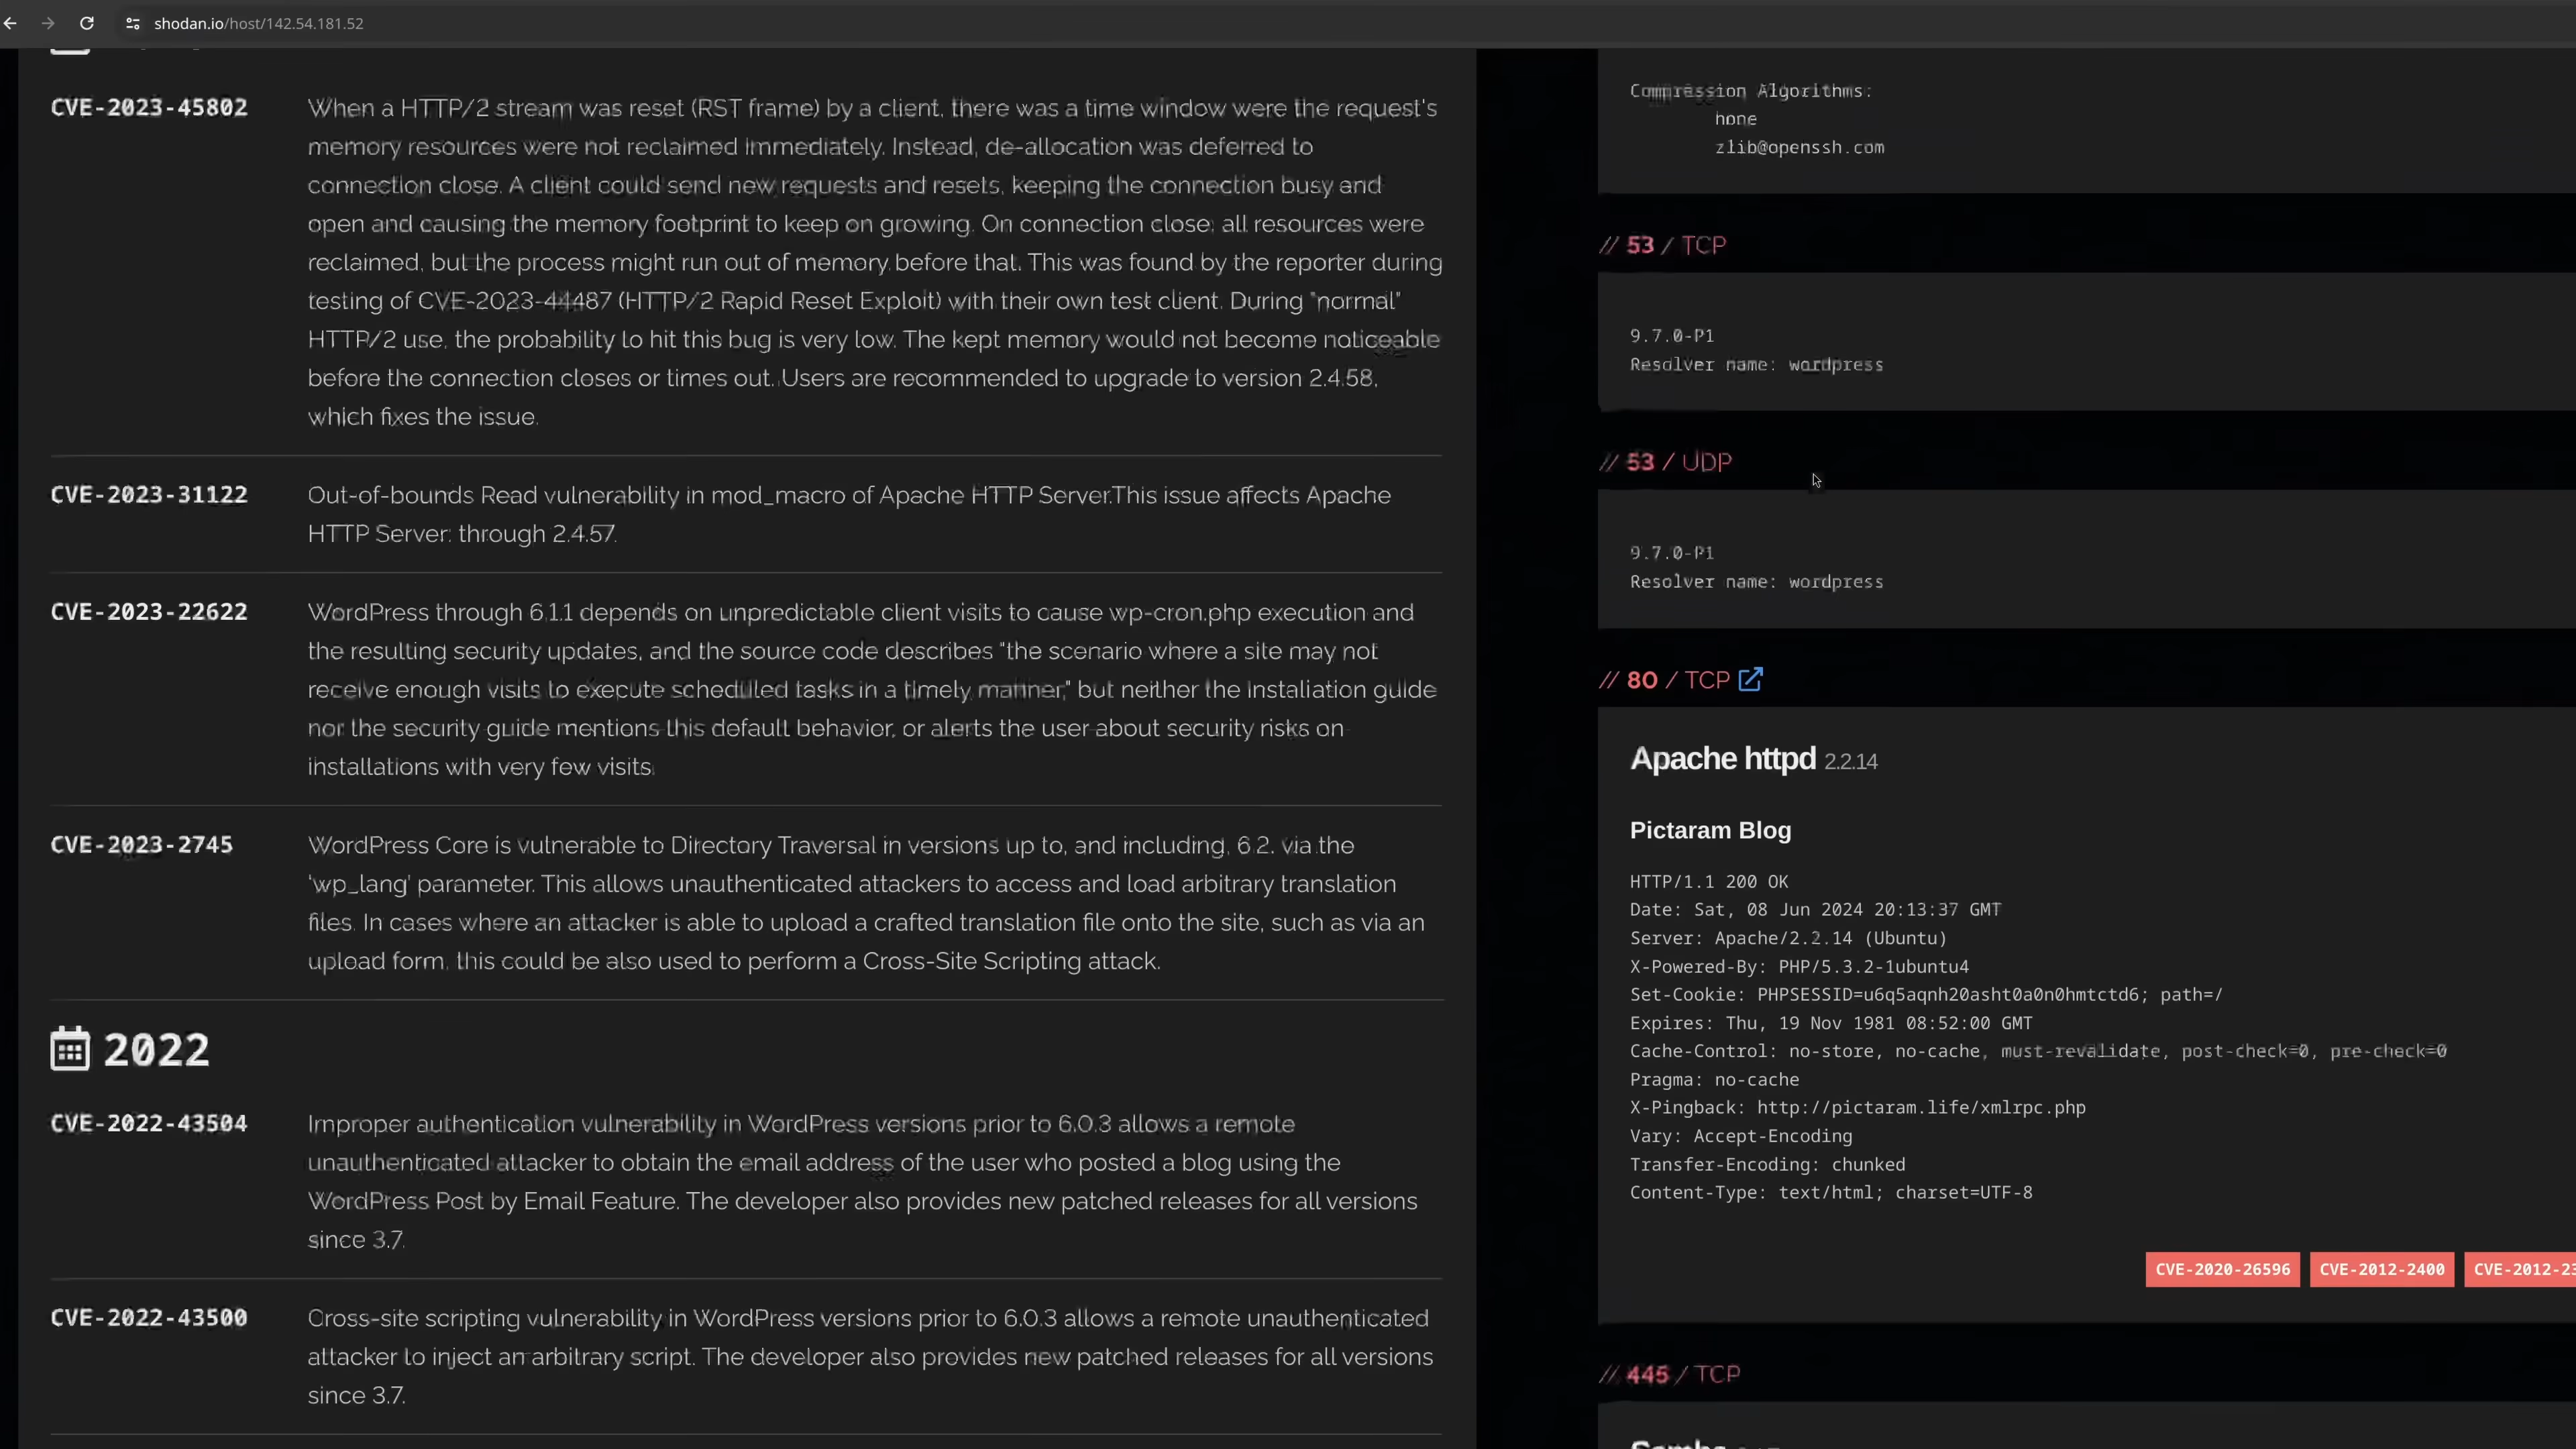 shodan.io/host/142.54.181.52
CVE-2023-45802
When a HTTP/2 stream was reset (RST frame) by a client, there was a time window were the request's
memory resources were not reclaimed immediately. Instead, de-allocation was deferred to
connection close. A client could send new requests and resets, keeping the connection busy and
open and causing the memory footprint to keep on growing. On connection close, all resources were
reclaimed, but the process might run out of memory before that. This was found by the reporter during
testing of CVE-2023-44487 (HTTP/2 Rapid Reset Exploit) with their own test client. During "normal"
HTTP/2 use, the probability to hit this bug is very low. The kept memory would not become noticeable
before the connection closes or times out. Users are recommended to upgrade to version 2.4.58,
which fixes the issue.
CVE-2023-31122
Out-of-bounds Read vulnerability in mod_macro of Apache HTTP Server.This issue affects Apache
HTTP Server: through 2.4.57.
CVE-2023-22622
WordPress through 6.1.1 depends on unpredictable client visits to cause wp-cron.php execution and
the resulting security updates, and the source code describes "the scenario where a site may not
receive enough visits to execute scheduled tasks in a timely manner," but neither the installation guide
nor the security guide mentions this default behavior, or alerts the user about security risks on
installations with very few visits.
CVE-2023-2745
WordPress Core is vulnerable to Directory Traversal in versions up to, and including, 6.2, via the
'wp_lang' parameter. This allows unauthenticated attackers to access and load arbitrary translation
files. In cases where an attacker is able to upload a crafted translation file onto the site, such as via an
upload form, this could be also used to perform a Cross-Site Scripting attack.
2022
CVE-2022-43504
Improper authentication vulnerability in WordPress versions prior to 6.0.3 allows a remote
unauthenticated attacker to obtain the email address of the user who posted a blog using the
WordPress Post by Email Feature. The developer also provides new patched releases for all versions
since 3.7.
CVE-2022-43500
Cross-site scripting vulnerability in WordPress versions prior to 6.0.3 allows a remote unauthenticated
attacker to inject an arbitrary script. The developer also provides new patched releases for all versions
since 3.7.
Compression Algorithms:
none
zlib@openssh.com
// 53 / TCP
9.7.0-P1
Resolver name: wordpress
// 53 / UDP
9.7.0-P1
Resolver name: wordpress
// 80 / TCP
Apache httpd 2.2.14
Pictaram Blog
HTTP/1.1 200 OK
Date: Sat, 08 Jun 2024 20:13:37 GMT
Server: Apache/2.2.14 (Ubuntu)
X-Powered-By: PHP/5.3.2-1ubuntu4
Set-Cookie: PHPSESSID=u6q5aqnh20asht0a0n0hmtctd6; path=/
Expires: Thu, 19 Nov 1981 08:52:00 GMT
Cache-Control: no-store, no-cache, must-revalidate, post-check=0, pre-check=0
Pragma: no-cache
X-Pingback: http://pictaram.life/xmlrpc.php
Vary: Accept-Encoding
Transfer-Encoding: chunked
Content-Type: text/html; charset=UTF-8
CVE-2020-26596 CVE-2012-2400 CVE-2012-23
// 445 / TCP